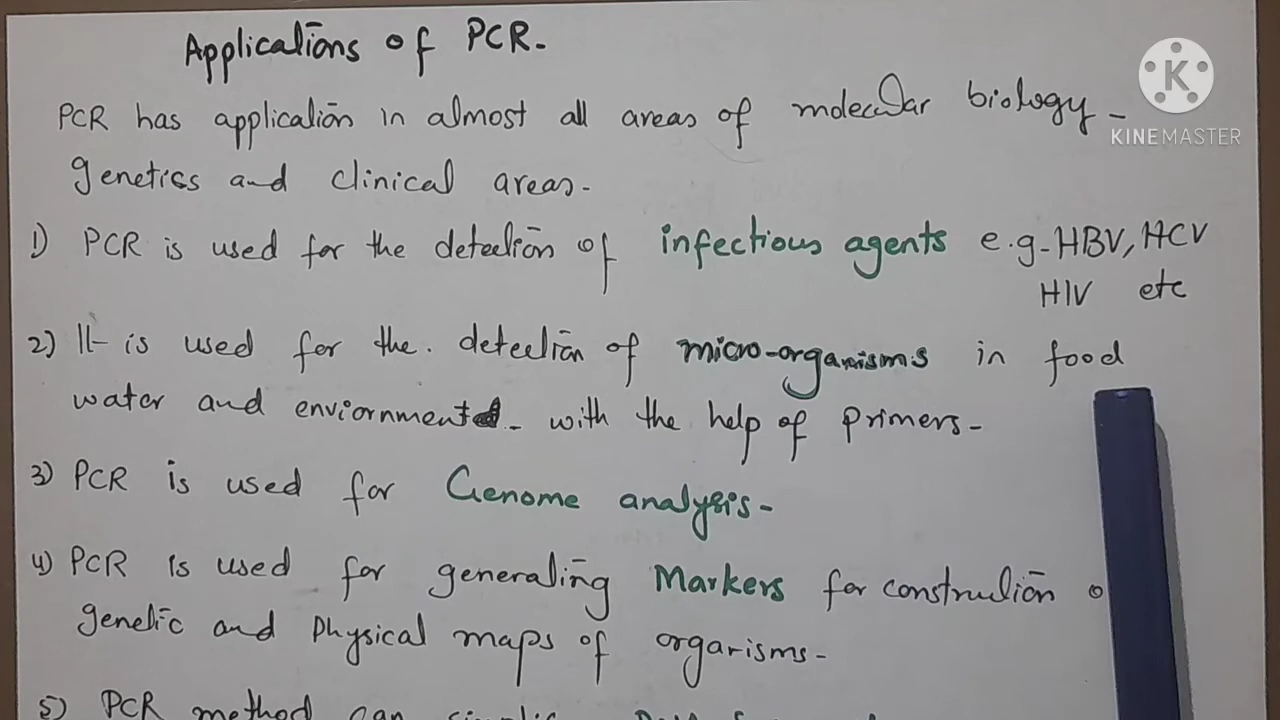 Applications of PCR.
PCR has application in almost all areas of molecular biology -
genetics and clinical areas.
1) PCR is used for the detection of infectious agents e.g-HBV, HCV
HIV etc
2) It is used for the. detection of micro-organisms in food
water and enviornment - with the help of primers-
3) PCR is used for Genome analysis-
4) PCR is used for generating Markers for construction o
genetic and physical maps of organisms-
5) PCR method can
K
KINEMASTER